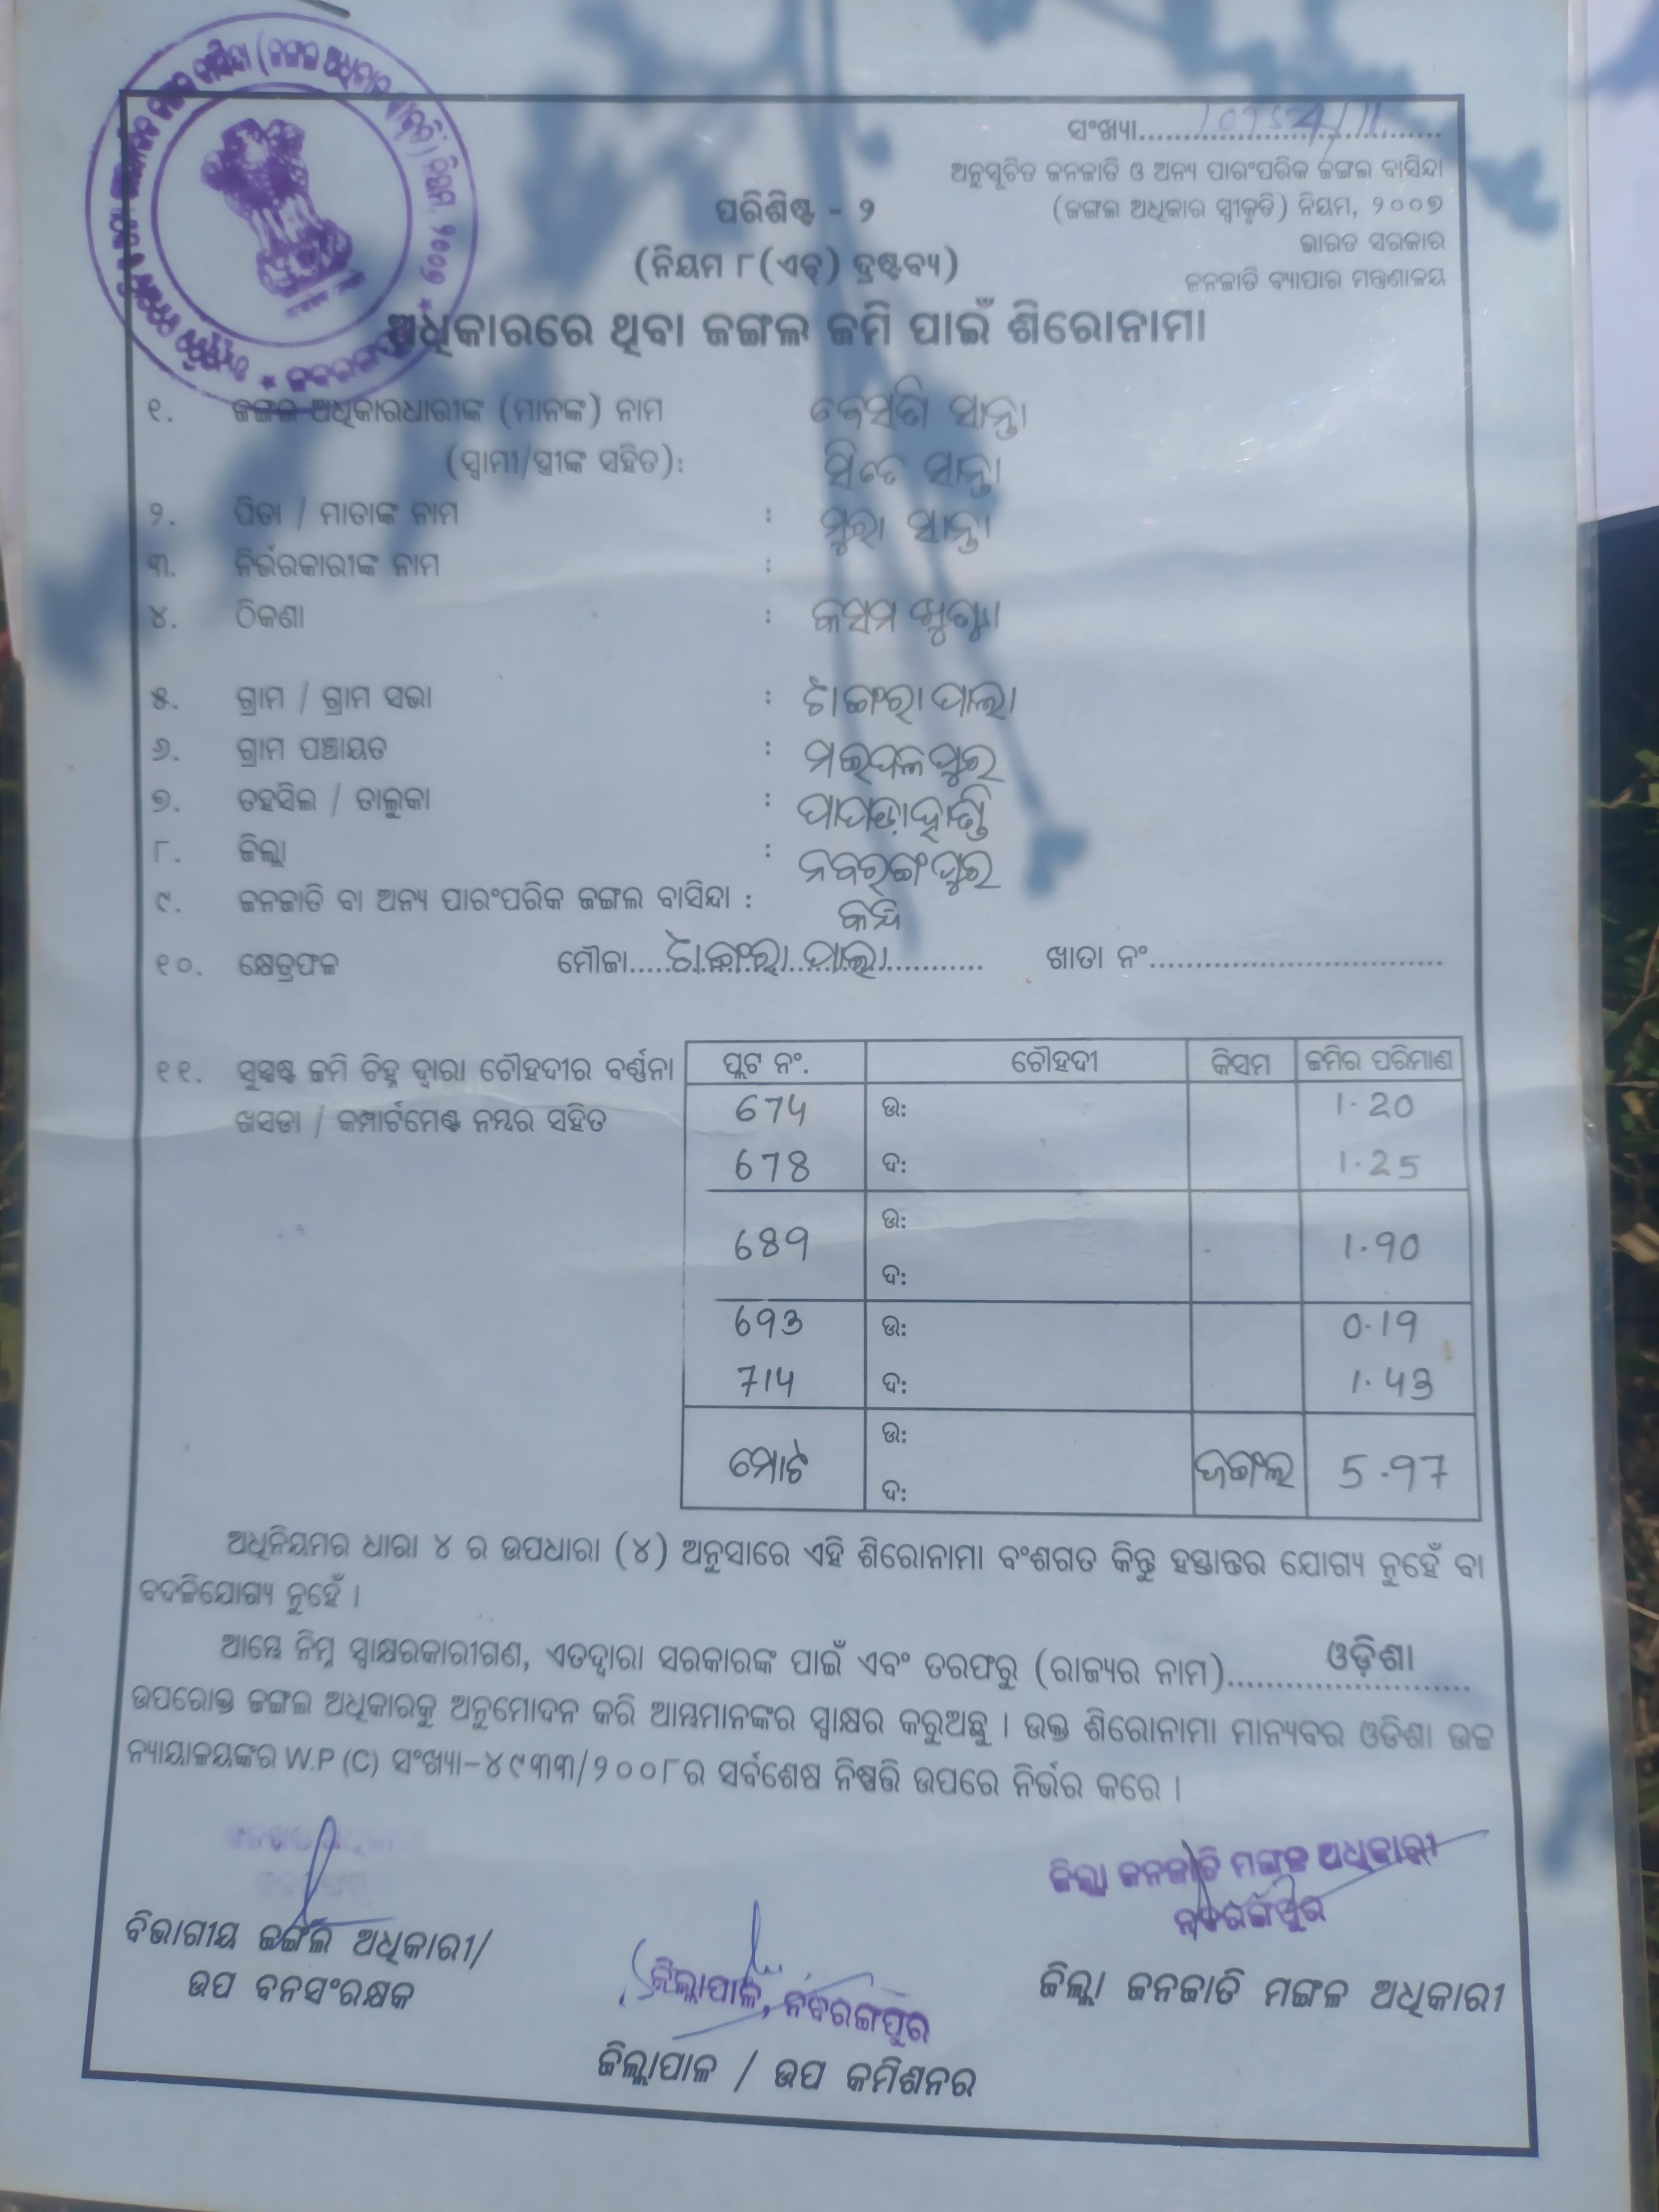 ସଂଖ୍ୟା
ଅନୁସୂଚିତ ଜନଜାତି ଓ ଅନ୍ୟ ପାରଂପରିକ ଜଙ୍ଗଲ ବାସିନ୍ଦା
(ଜଙ୍ଗଲ ଅଧିକାର ସ୍ୱୀକୃତି) ନିୟମ, ୨୦୦୭
ଭାରତ ସରକାର
ଜନଜାତି ବ୍ୟାପାର ମନ୍ତ୍ରଣାଳୟ
ପରିଶିଷ୍ଟ - ୨
(ନିୟମ ୮(ଏଚ୍) ଦ୍ରଷ୍ଟବ୍ୟ)
ଅଧିକାରରେ ଥିବା ଜଙ୍ଗଲ ଜମି ପାଇଁ ଶିରୋନାମା
୧. ଜଙ୍ଗଲ ଅଧିକାରଧାରୀଙ୍କ (ମାନଙ୍କ) ନାମ ସାନ୍ତା
(ସ୍ୱାମୀ/ସ୍ତ୍ରୀଙ୍କ ସହିତ): ସାନ୍ତା
୨. ପିତା / ମାତାଙ୍କ ନାମ : ସାନ୍ତା
୩. ନିର୍ଭରକାରୀଙ୍କ ନାମ :
୪. ଠିକଣା :
୫. ଗ୍ରାମ / ଗ୍ରାମ ସଭା :
୬. ଗ୍ରାମ ପଞ୍ଚାୟତ :
୭. ତହସିଲ / ତାଲୁକା : ପାପଡ଼ାହାଣ୍ଡି
୮. ଜିଲ୍ଲା : ନବରଙ୍ଗପୁର
୯. ଜନଜାତି ବା ଅନ୍ୟ ପାରଂପରିକ ଜଙ୍ଗଲ ବାସିନ୍ଦା :
୧୦. କ୍ଷେତ୍ରଫଳ ମୌଜା ଖାତା ନଂ
୧୧. ସୁସ୍ପଷ୍ଟ ଜମି ଚିହ୍ନ ଦ୍ୱାରା ଚୌହଦୀର ବର୍ଣ୍ଣନା
ଖସଡା / କମ୍ପାର୍ଟମେଣ୍ଟ ନମ୍ବର ସହିତ
ପ୍ଲଟ ନଂ. ଚୌହଦୀ କିସମ ଜମିର ପରିମାଣ
674 ଉ: 1.20
678 ଦ: 1.25
ଉ:
689 1.90
ଦ:
693 ଉ: 0.19
714 ଦ: 1.43
ଉ:
ମୋଟ ଜଙ୍ଗଲ 5.97
ଦ:
ଅଧିନିୟମର ଧାରା ୪ ର ଉପଧାରା (୪) ଅନୁସାରେ ଏହି ଶିରୋନାମା ବଂଶଗତ କିନ୍ତୁ ହସ୍ତାନ୍ତର ଯୋଗ୍ୟ ନୁହେଁ ବା
ବଦଳିଯୋଗ୍ୟ ନୁହେଁ ।
ଆମ୍ଭେ ନିମ୍ନ ସ୍ୱାକ୍ଷରକାରୀଗଣ, ଏତଦ୍ୱାରା ସରକାରଙ୍କ ପାଇଁ ଏବଂ ତରଫରୁ (ରାଜ୍ୟର ନାମ) ଓଡ଼ିଶା
ଉପରୋକ୍ତ ଜଙ୍ଗଲ ଅଧିକାରକୁ ଅନୁମୋଦନ କରି ଆମ୍ଭମାନଙ୍କର ସ୍ୱାକ୍ଷର କରୁଅଛୁ । ଉକ୍ତ ଶିରୋନାମା ମାନ୍ୟବର ଓଡିଶା ଉଚ୍ଚ
ନ୍ୟାୟାଳୟଙ୍କର W.P (C) ସଂଖ୍ୟା-୪୯୩୩/୨୦୦୮ର ସର୍ବଶେଷ ନିଷ୍ପତ୍ତି ଉପରେ ନିର୍ଭର କରେ ।
ଜିଲ୍ଲା ଜନଜାତି ମଙ୍ଗଳ ଅଧିକାରୀ
ନବରଙ୍ଗପୁର
ବିଭାଗୀୟ ଜଙ୍ଗଲ ଅଧିକାରୀ/
ଉପ ବନସଂରକ୍ଷକ
ଜିଲ୍ଲାପାଳ, ନବରଙ୍ଗପୁର
ଜିଲ୍ଲା ଜନଜାତି ମଙ୍ଗଳ ଅଧିକାରୀ
ଜିଲ୍ଲାପାଳ / ଉପ କମିଶନର